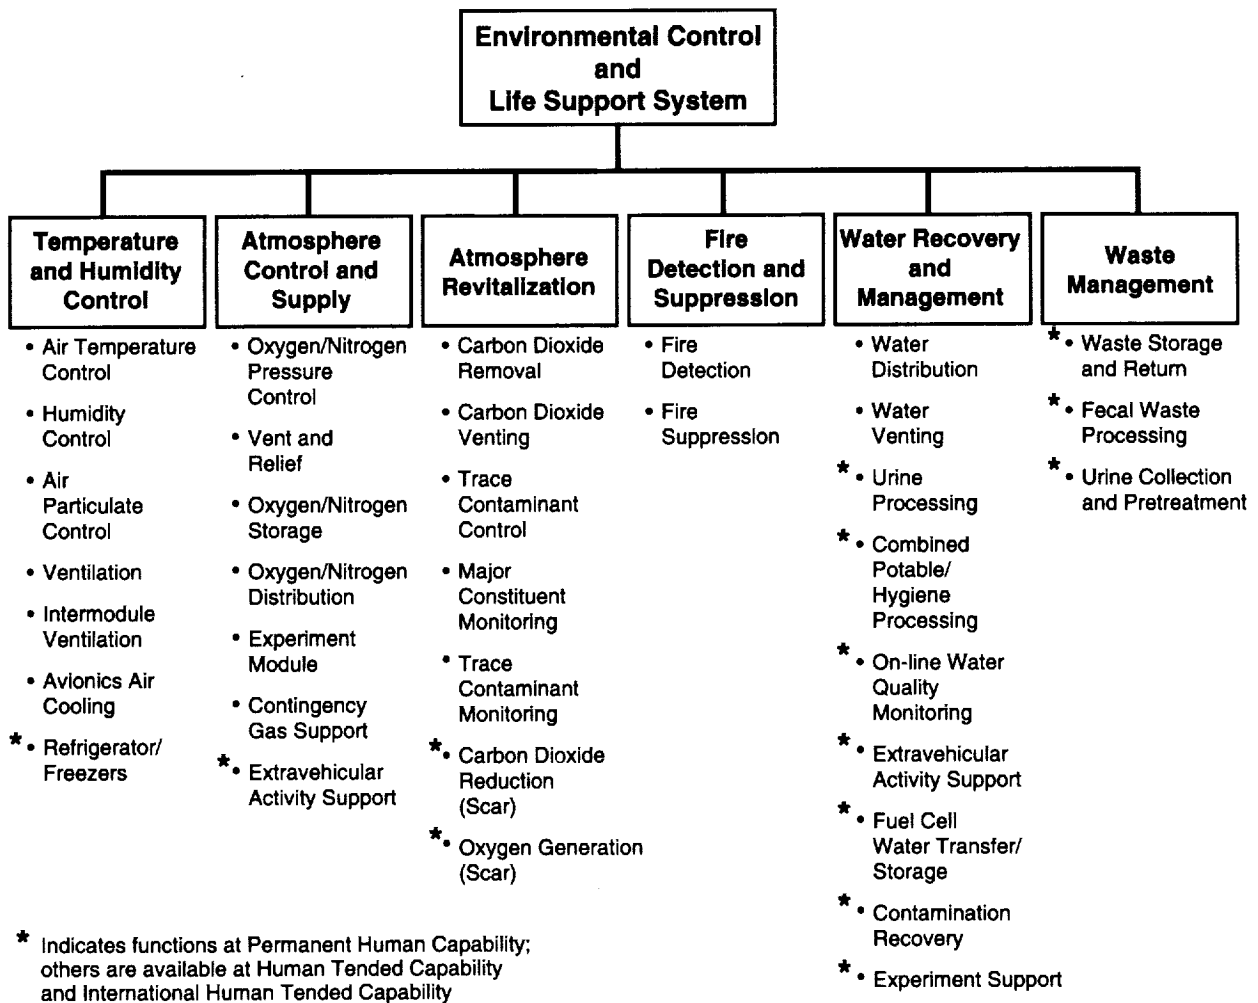 Environmental Control
and
Life Support System
Temperature
and Humidity
Control
• Air Temperature
Control
• Humidity
Control
• Air
Particulate
Control
• Ventilation
• Intermodule
Ventilation
• Avionics Air
Cooling
* • Refrigerator/
Freezers
Atmosphere
Control and
Supply
• Oxygen/Nitrogen
Pressure
Control
• Vent and
Relief
• Oxygen/Nitrogen
Storage
• Oxygen/Nitrogen
Distribution
• Experiment
Module
• Contingency
Gas Support
* • Extravehicular
Activity Support
Atmosphere
Revitalization
• Carbon Dioxide
Removal
• Carbon Dioxide
Venting
• Trace
Contaminant
Control
• Major
Constituent
Monitoring
• Trace
Contaminant
Monitoring
* • Carbon Dioxide
Reduction
(Scar)
* • Oxygen Generation
(Scar)
Fire
Detection and
Suppression
• Fire
Detection
• Fire
Suppression
Water Recovery
and
Management
• Water
Distribution
• Water
Venting
* • Urine
Processing
* • Combined
Potable/
Hygiene
Processing
* • On-line Water
Quality
Monitoring
* • Extravehicular
Activity Support
* • Fuel Cell
Water Transfer/
Storage
* • Contamination
Recovery
* • Experiment Support
Waste
Management
* • Waste Storage
and Return
* • Fecal Waste
Processing
* • Urine Collection
and Pretreatment
* Indicates functions at Permanent Human Capability;
others are available at Human Tended Capability
and International Human Tended Capability